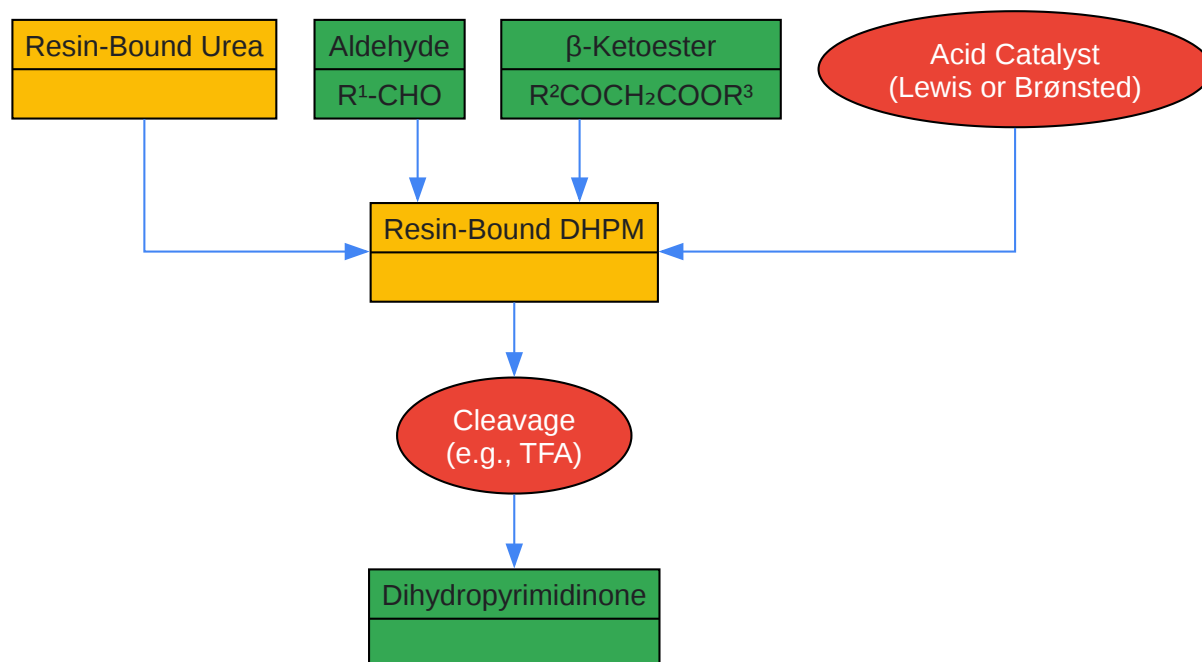 Resin-Bound Urea
Aldehyde
R¹-CHO
β-Ketoester
R²COCH₂COOR³
Acid Catalyst
(Lewis or Brønsted)
Resin-Bound DHPM
Cleavage
(e.g., TFA)
Dihydropyrimidinone